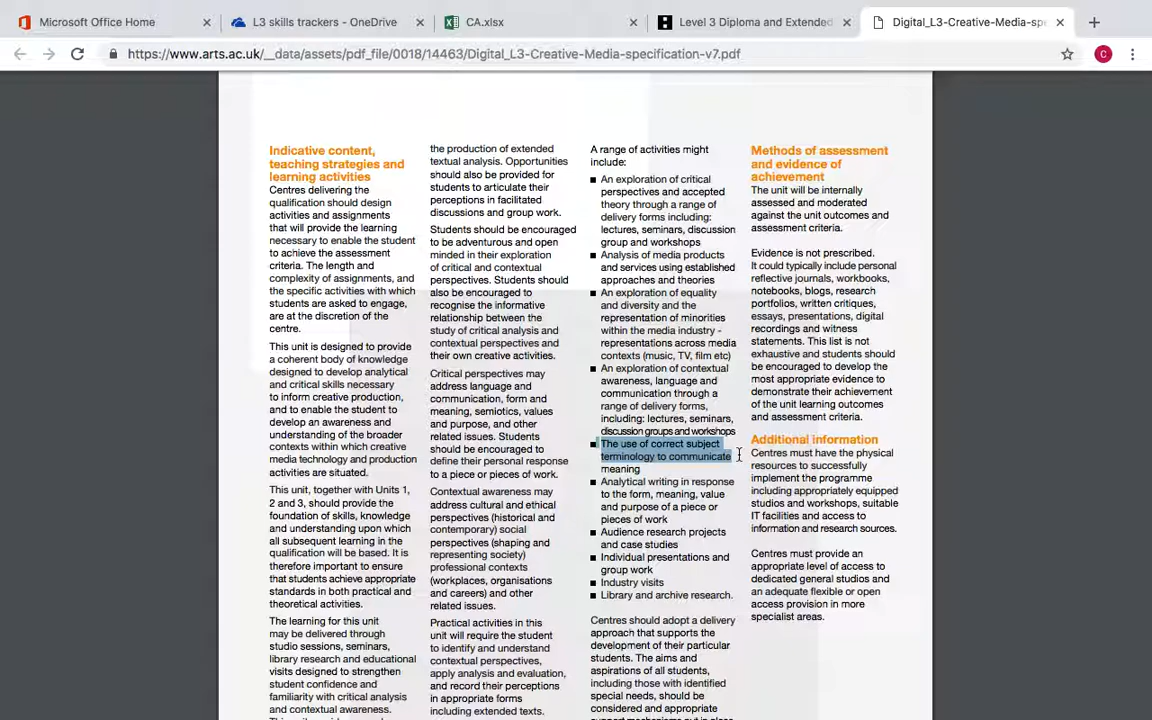 Microsoft Office Home
L3 skills trackers - OneDrive
CA.xlsx
Level 3 Diploma and Extended
Digital_L3-Creative-Media-spe
https://www.arts.ac.uk/__data/assets/pdf_file/0018/14463/Digital_L3-Creative-Media-specification-v7.pdf
C
Indicative content,
teaching strategies and
learning activities
Centres delivering the
qualification should design
activities and assignments
that will provide the learning
necessary to enable the student
to achieve the assessment
criteria. The length and
complexity of assignments, and
the specific activities with which
students are asked to engage,
are at the discretion of the
centre.
This unit is designed to provide
a coherent body of knowledge
designed to develop analytical
and critical skills necessary
to inform creative production,
and to enable the student to
develop an awareness and
understanding of the broader
contexts within which creative
media technology and production
activities are situated.
This unit, together with Units 1,
2 and 3, should provide the
foundation of skills, knowledge
and understanding upon which
all subsequent learning in the
qualification will be based. It is
therefore important to ensure
that students achieve appropriate
standards in both practical and
theoretical activities.
The learning for this unit
may be delivered through
studio sessions, seminars,
library research and educational
visits designed to strengthen
student confidence and
familiarity with critical analysis
and contextual awareness.
the production of extended
textual analysis. Opportunities
should also be provided for
students to articulate their
perceptions in facilitated
discussions and group work.
Students should be encouraged
to be adventurous and open
minded in their exploration
of critical and contextual
perspectives. Students should
also be encouraged to
recognise the informative
relationship between the
study of critical analysis and
contextual perspectives and
their own creative activities.
Critical perspectives may
address language and
communication, form and
meaning, semiotics, values
and purpose, and other
related issues. Students
should be encouraged to
define their personal response
to a piece or pieces of work.
Contextual awareness may
address cultural and ethical
perspectives (historical and
contemporary) social
perspectives (shaping and
representing society)
professional contexts
(workplaces, organisations
and careers) and other
related issues.
Practical activities in this
unit will require the student
to identify and understand
contextual perspectives,
apply analysis and evaluation,
and record their perceptions
in appropriate forms
including extended texts.
A range of activities might
include:
■ An exploration of critical
perspectives and accepted
theory through a range of
delivery forms including:
lectures, seminars, discussion
group and workshops
■ Analysis of media products
and services using established
approaches and theories
■ An exploration of equality
and diversity and the
representation of minorities
within the media industry -
representations across media
contexts (music, TV, film etc)
■ An exploration of contextual
awareness, language and
communication through a
range of delivery forms,
including: lectures, seminars,
discussion groups and workshops
■ The use of correct subject
terminology to communicate
meaning
■ Analytical writing in response
to the form, meaning, value
and purpose of a piece or
pieces of work
■ Audience research projects
and case studies
■ Individual presentations and
group work
■ Industry visits
■ Library and archive research.
Centres should adopt a delivery
approach that supports the
development of their particular
students. The aims and
aspirations of all students,
including those with identified
special needs, should be
considered and appropriate
Methods of assessment
and evidence of
achievement
The unit will be internally
assessed and moderated
against the unit outcomes and
assessment criteria.
Evidence is not prescribed.
It could typically include personal
reflective journals, workbooks,
notebooks, blogs, research
portfolios, written critiques,
essays, presentations, digital
recordings and witness
statements. This list is not
exhaustive and students should
be encouraged to develop the
most appropriate evidence to
demonstrate their achievement
of the unit learning outcomes
and assessment criteria.
Additional information
Centres must have the physical
resources to successfully
implement the programme
including appropriately equipped
studios and workshops, suitable
IT facilities and access to
information and research sources.
Centres must provide an
appropriate level of access to
dedicated general studios and
an adequate flexible or open
access provision in more
specialist areas.